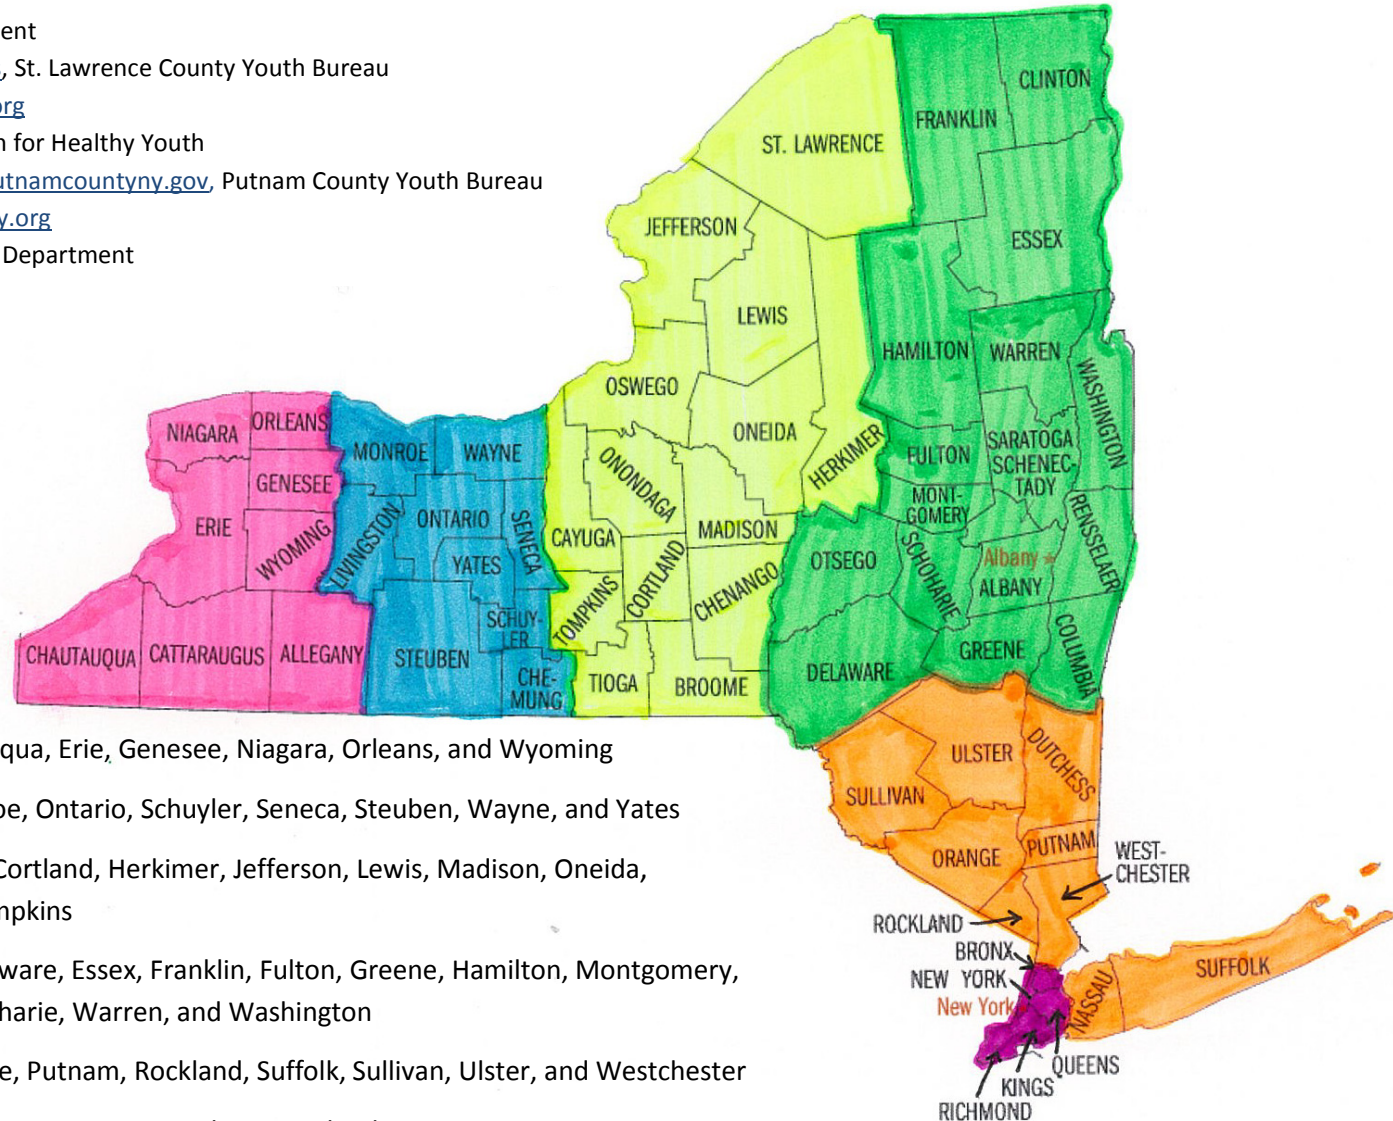 ent
, St. Lawrence County Youth Bureau
org
n for Healthy Youth
utnamcountyny.gov, Putnam County Youth Bureau
y.org
Department
CLINTON
FRANKLIN
ST. LAWRENCE
JEFFERSON
ESSEX
LEWIS
HAMILTON
WARREN
WASHINGTON
OSWEGO
ORLEANS
NIAGARA
ONEIDA
HERKIMER
SARATOGA
MONROE
WAYNE
FULTON
SCHENEC-
TADY
ONONDAGA
GENESEE
MONT-
GOMERY
ERIE
WYOMING
LIVINGSTON
ONTARIO
SENECA
CAYUGA
MADISON
RENSSELAER
YATES
OTSEGO
SCHOHARIE
Albany
ALBANY
TOMPKINS
CORTLAND
CHENANGO
SCHUY-
LER
CHAUTAUQUA
CATTARAUGUS
ALLEGANY
STEUBEN
CHE-
MUNG
TIOGA
BROOME
DELAWARE
GREENE
COLUMBIA
qua, Erie, Genesee, Niagara, Orleans, and Wyoming
ULSTER
DUTCHESS
SULLIVAN
oe, Ontario, Schuyler, Seneca, Steuben, Wayne, and Yates
ORANGE
PUTNAM
WEST-
CHESTER
Cortland, Herkimer, Jefferson, Lewis, Madison, Oneida,
mpkins
ROCKLAND
BRONX
NEW YORK
New York
NASSAU
SUFFOLK
ware, Essex, Franklin, Fulton, Greene, Hamilton, Montgomery,
harie, Warren, and Washington
QUEENS
KINGS
RICHMOND
e, Putnam, Rockland, Suffolk, Sullivan, Ulster, and Westchester